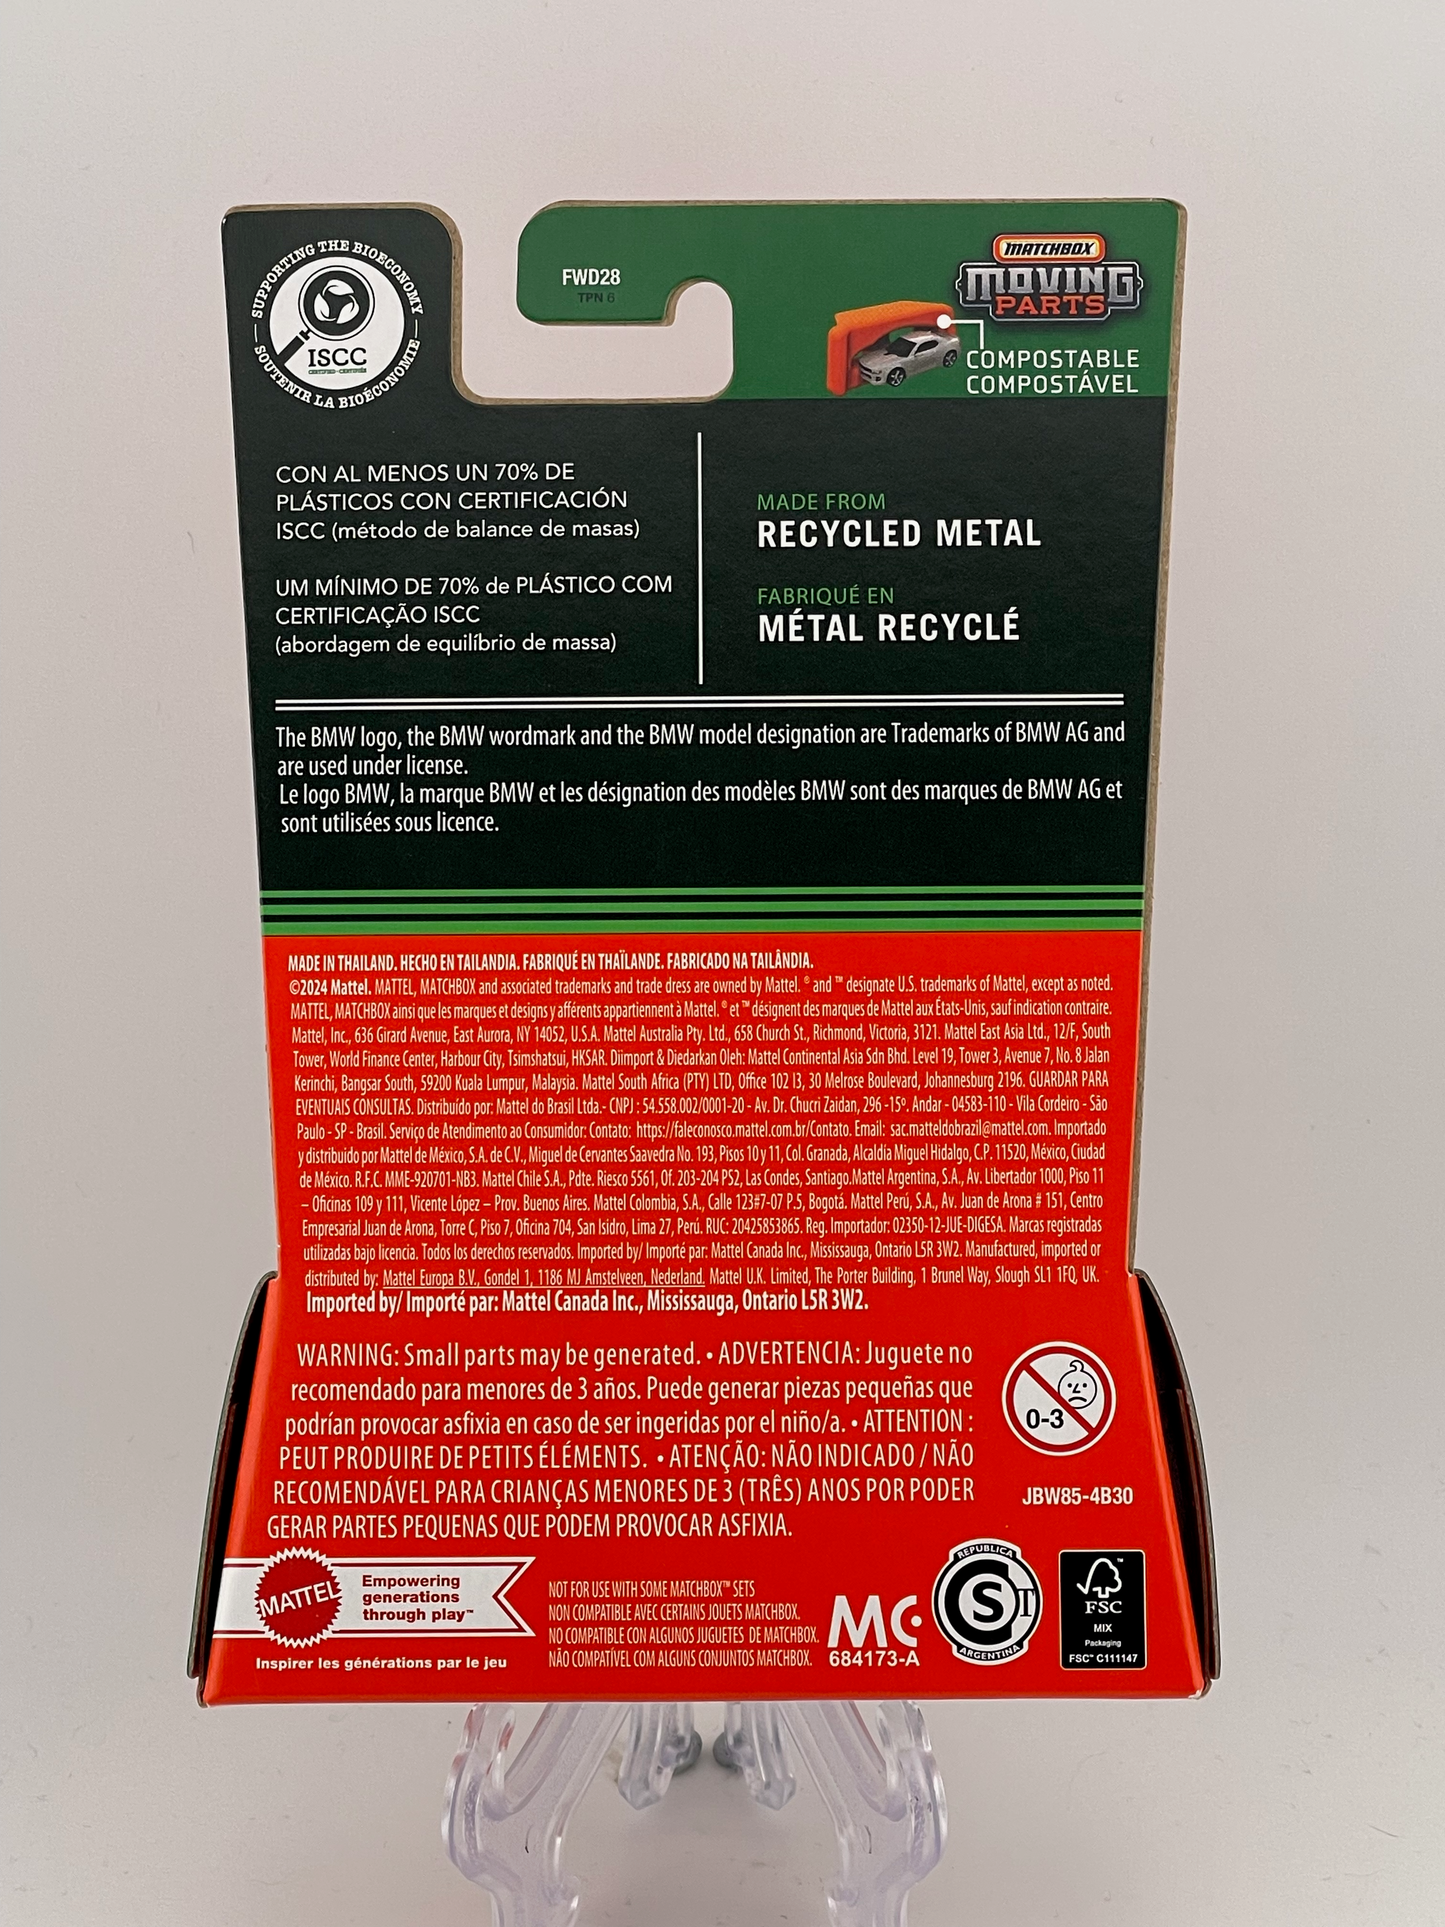 SUPPORTING THE BIOECONOMY
ISCC
CERTIFIED · CERTIFIÉS
SOUTENIR LA BIOÉCONOMIE
FWD28
TPN 6
MATCHBOX
MOVING
PARTS
COMPOSTABLE
COMPOSTÁVEL
CON AL MENOS UN 70% DE
PLÁSTICOS CON CERTIFICACIÓN
ISCC (método de balance de masas)
UM MÍNIMO DE 70% de PLÁSTICO COM
CERTIFICAÇÃO ISCC
(abordagem de equilíbrio de massa)
MADE FROM
RECYCLED METAL
FABRIQUÉ EN
MÉTAL RECYCLÉ
The BMW logo, the BMW wordmark and the BMW model designation are Trademarks of BMW AG and
are used under license.
Le logo BMW, la marque BMW et les désignation des modèles BMW sont des marques de BMW AG et
sont utilisées sous licence.
MADE IN THAILAND. HECHO EN TAILANDIA. FABRIQUÉ EN THAÏLANDE. FABRICADO NA TAILÂNDIA.
©2024 Mattel. MATTEL, MATCHBOX and associated trademarks and trade dress are owned by Mattel. ® and ™ designate U.S. trademarks of Mattel, except as noted.
MATTEL, MATCHBOX ainsi que les marques et designs y afférents appartiennent à Mattel. ® et ™ désignent des marques de Mattel aux États-Unis, sauf indication contraire.
Mattel, Inc., 636 Girard Avenue, East Aurora, NY 14052, U.S.A. Mattel Australia Pty. Ltd., 658 Church St., Richmond, Victoria, 3121. Mattel East Asia Ltd., 12/F, South
Tower, World Finance Center, Harbour City, Tsimshatsui, HKSAR. Diimport & Diedarkan Oleh: Mattel Continental Asia Sdn Bhd. Level 19, Tower 3, Avenue 7, No. 8 Jalan
Kerinchi, Bangsar South, 59200 Kuala Lumpur, Malaysia. Mattel South Africa (PTY) LTD, Office 102 I3, 30 Melrose Boulevard, Johannesburg 2196. GUARDAR PARA
EVENTUAIS CONSULTAS. Distribuído por: Mattel do Brasil Ltda.- CNPJ : 54.558.002/0001-20 - Av. Dr. Chucri Zaidan, 296 -15º. Andar - 04583-110 - Vila Cordeiro - São
Paulo - SP - Brasil. Serviço de Atendimento ao Consumidor: Contato: https://faleconosco.mattel.com.br/Contato. Email: sac.matteldobrazil@mattel.com. Importado
y distribuido por Mattel de México, S.A. de C.V., Miguel de Cervantes Saavedra No. 193, Pisos 10 y 11, Col. Granada, Alcaldía Miguel Hidalgo, C.P. 11520, México, Ciudad
de México. R.F.C. MME-920701-NB3. Mattel Chile S.A., Pdte. Riesco 5561, Of. 203-204 PS2, Las Condes, Santiago.Mattel Argentina, S.A., Av. Libertador 1000, Piso 11
– Oficinas 109 y 111, Vicente López – Prov. Buenos Aires. Mattel Colombia, S.A., Calle 123#7-07 P.5, Bogotá. Mattel Perú, S.A., Av. Juan de Arona # 151, Centro
Empresarial Juan de Arona, Torre C, Piso 7, Oficina 704, San Isidro, Lima 27, Perú. RUC: 20425853865. Reg. Importador: 02350-12-JUE-DIGESA. Marcas registradas
utilizadas bajo licencia. Todos los derechos reservados. Imported by/ Importé par: Mattel Canada Inc., Mississauga, Ontario L5R 3W2. Manufactured, imported or
distributed by: Mattel Europa B.V., Gondel 1, 1186 MJ Amstelveen, Nederland. Mattel U.K. Limited, The Porter Building, 1 Brunel Way, Slough SL1 1FQ, UK.
Imported by/ Importé par: Mattel Canada Inc., Mississauga, Ontario L5R 3W2.
WARNING: Small parts may be generated. • ADVERTENCIA: Juguete no
recomendado para menores de 3 años. Puede generar piezas pequeñas que
podrían provocar asfixia en caso de ser ingeridas por el niño/a. • ATTENTION :
PEUT PRODUIRE DE PETITS ÉLÉMENTS. • ATENÇÃO: NÃO INDICADO / NÃO
RECOMENDÁVEL PARA CRIANÇAS MENORES DE 3 (TRÊS) ANOS POR PODER
GERAR PARTES PEQUENAS QUE PODEM PROVOCAR ASFIXIA.
0-3
JBW85-4B30
MATTEL
Empowering
generations
through play™
Inspirer les générations par le jeu
NOT FOR USE WITH SOME MATCHBOX™ SETS
NON COMPATIBLE AVEC CERTAINS JOUETS MATCHBOX.
NO COMPATIBLE CON ALGUNOS JUGUETES DE MATCHBOX.
NÃO COMPATÍVEL COM ALGUNS CONJUNTOS MATCHBOX.
MC
684173-A
REPUBLICA
S
T
ARGENTINA
FSC™
MIX
Packaging
FSC™ C111147